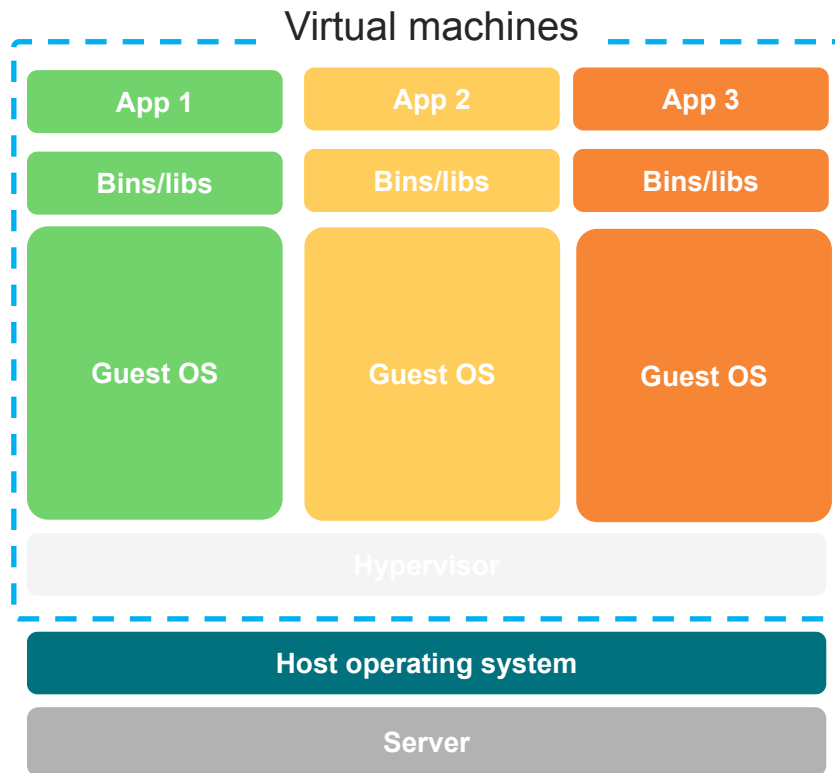 Virtual machines
App 1
App 2
App 3
Bins/libs
Bins/libs
Bins/libs
Guest OS
Guest OS
Guest OS
Hypervisor
Host operating system
Server